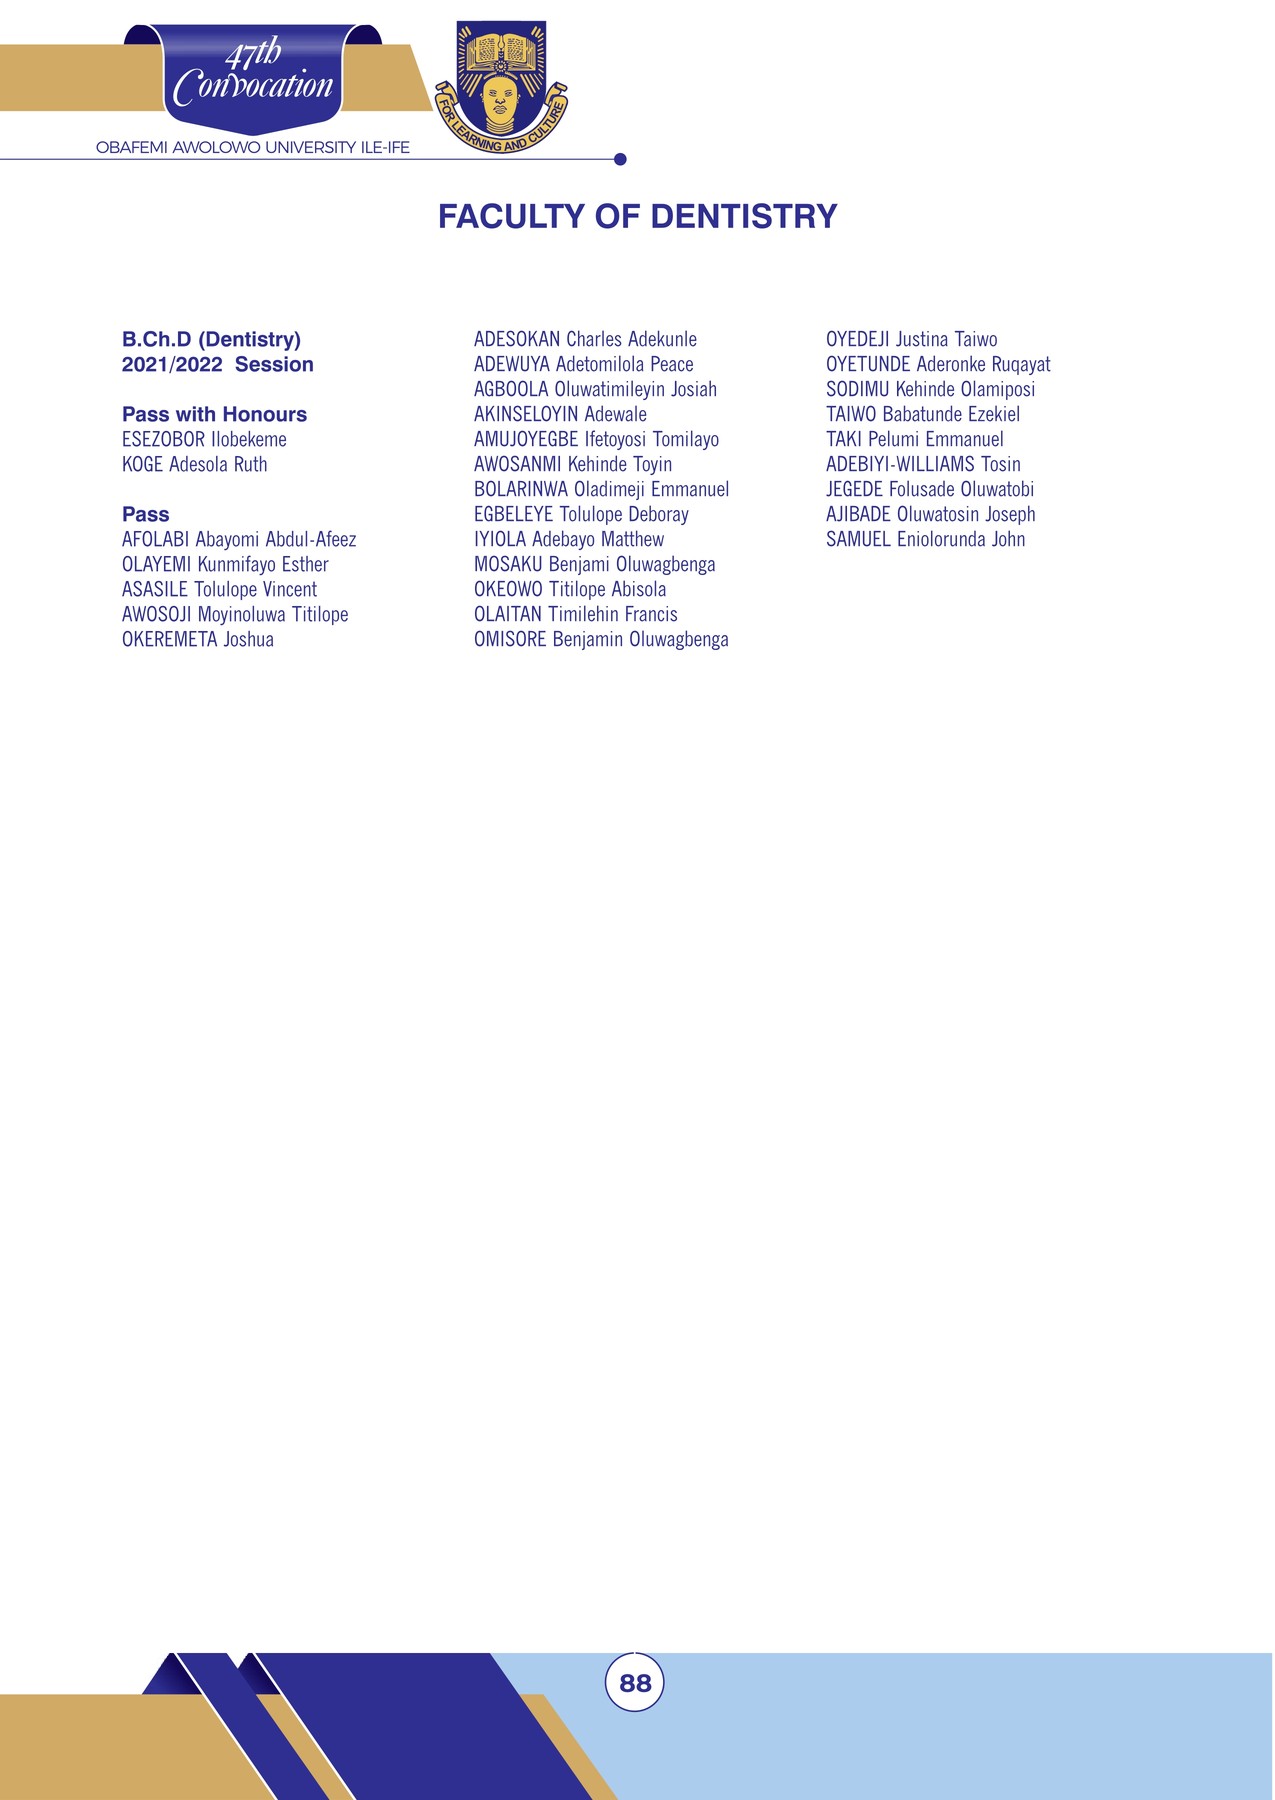 47th
Convocation
FOR LEARNING AND CULTURE
OBAFEMI AWOLOWO UNIVERSITY ILE-IFE
FACULTY OF DENTISTRY
B.Ch.D (Dentistry)
2021/2022 Session
Pass with Honours
ESEZOBOR Ilobekeme
KOGE Adesola Ruth
Pass
AFOLABI Abayomi Abdul-Afeez
OLAYEMI Kunmifayo Esther
ASASILE Tolulope Vincent
AWOSOJI Moyinoluwa Titilope
OKEREMETA Joshua
ADESOKAN Charles Adekunle
ADEWUYA Adetomilola Peace
AGBOOLA Oluwatimileyin Josiah
AKINSELOYIN Adewale
AMUJOYEGBE Ifetoyosi Tomilayo
AWOSANMI Kehinde Toyin
BOLARINWA Oladimeji Emmanuel
EGBELEYE Tolulope Deboray
IYIOLA Adebayo Matthew
MOSAKU Benjami Oluwagbenga
OKEOWO Titilope Abisola
OLAITAN Timilehin Francis
OMISORE Benjamin Oluwagbenga
OYEDEJI Justina Taiwo
OYETUNDE Aderonke Ruqayat
SODIMU Kehinde Olamiposi
TAIWO Babatunde Ezekiel
TAKI Pelumi Emmanuel
ADEBIYI-WILLIAMS Tosin
JEGEDE Folusade Oluwatobi
AJIBADE Oluwatosin Joseph
SAMUEL Eniolorunda John
88